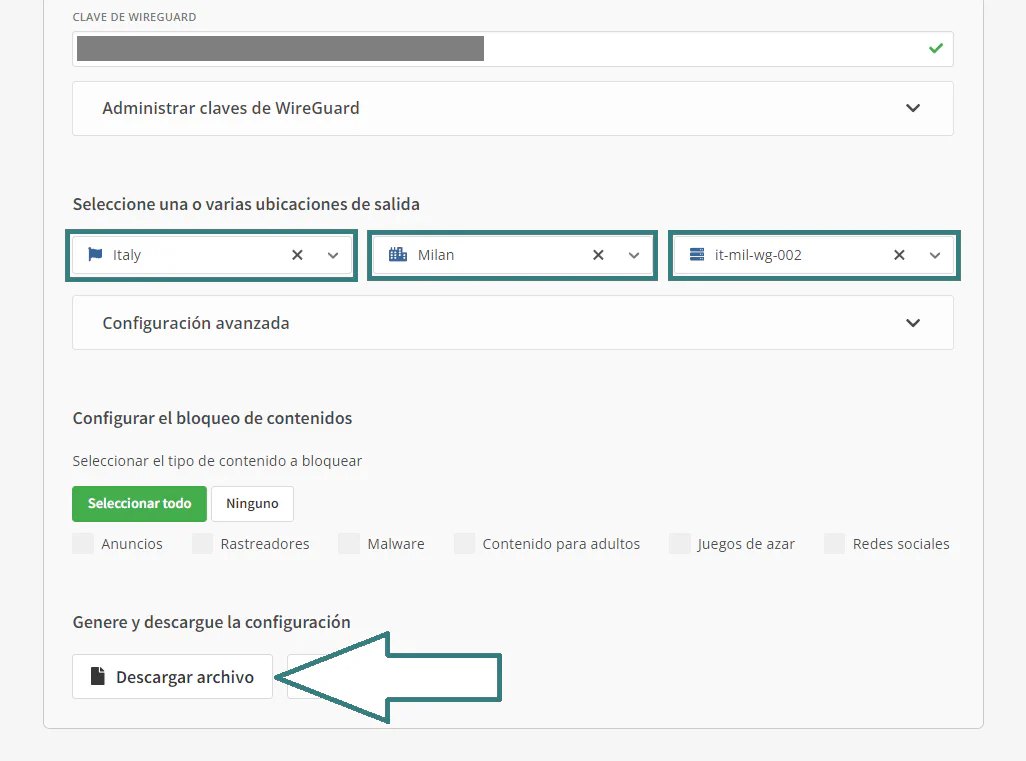 CLAVE DE WIREGUARD
Administrar claves de WireGuard
Seleccione una o varias ubicaciones de salida
Italy Milan it-mil-wg-002
Configuración avanzada
Configurar el bloqueo de contenidos
Seleccionar el tipo de contenido a bloquear
Seleccionar todo Ninguno
Anuncios Rastreadores Malware Contenido para adultos Juegos de azar Redes sociales
Genere y descargue la configuración
Descargar archivo